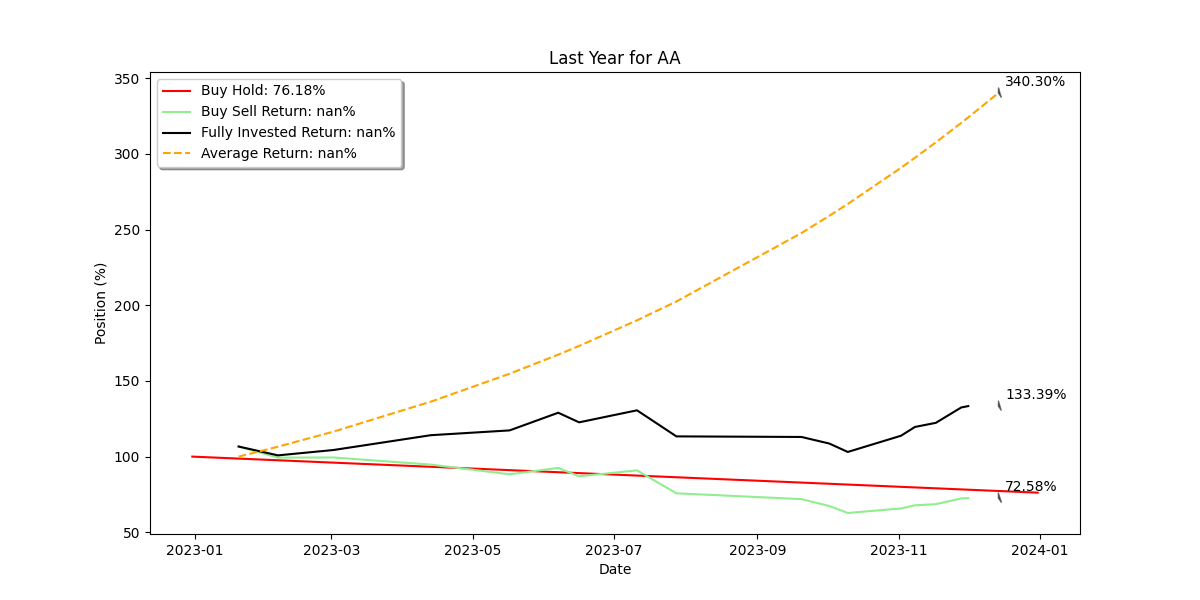 Last Year for AA
Buy Hold: 76.18%
Buy Sell Return: nan%
Fully Invested Return: nan%
Average Return: nan%
340.30%
133.39%
72.58%
Position (%)
350
300
250
200
150
100
50
2023-01
2023-03
2023-05
2023-07
2023-09
2023-11
2024-01
Date